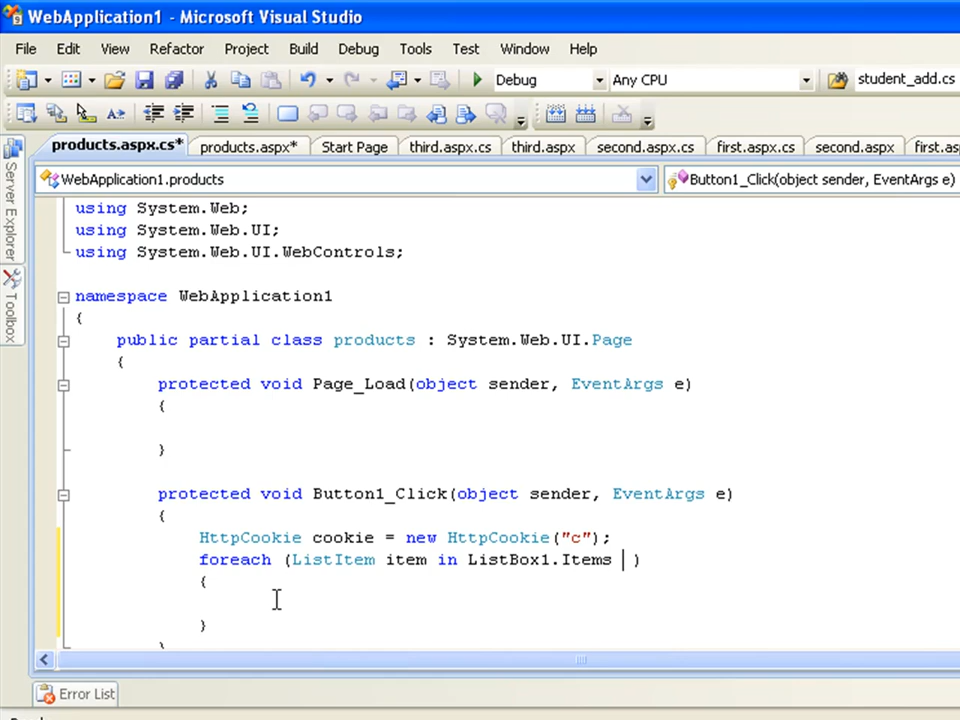 WebApplication1 - Microsoft Visual Studio
File Edit View Refactor Project Build Debug Tools Test Window Help
Debug Any CPU student_add.cs
products.aspx.cs* products.aspx* Start Page third.aspx.cs third.aspx second.aspx.cs first.aspx.cs second.aspx first.as
WebApplication1.products Button1_Click(object sender, EventArgs e)
Server Explorer
Toolbox
using System.Web;
using System.Web.UI;
using System.Web.UI.WebControls;
namespace WebApplication1
{
public partial class products : System.Web.UI.Page
{
protected void Page_Load(object sender, EventArgs e)
{
}
protected void Button1_Click(object sender, EventArgs e)
{
HttpCookie cookie = new HttpCookie("c");
foreach (ListItem item in ListBox1.Items )
{
}
Error List